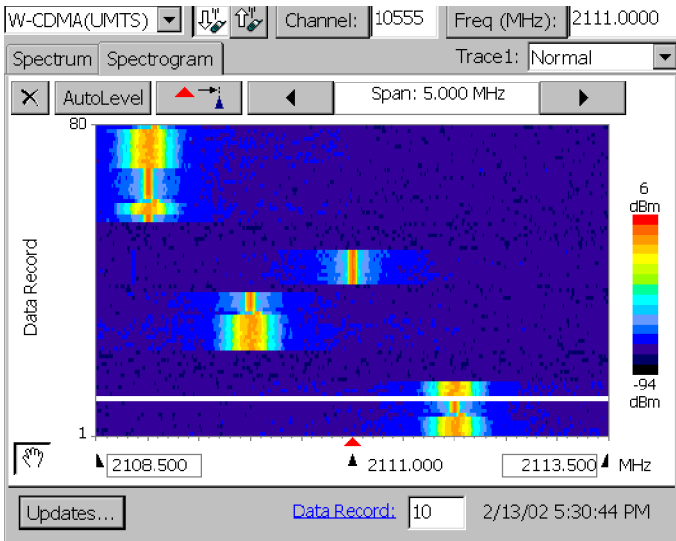 W-CDMA(UMTS) Channel: 10555 Freq (MHz): 2111.0000
Spectrum Spectrogram Trace1: Normal
AutoLevel Span: 5.000 MHz
80
6
dBm
Data Record
-94
dBm
1
2108.500 2111.000 2113.500 MHz
Updates... Data Record: 10 2/13/02 5:30:44 PM